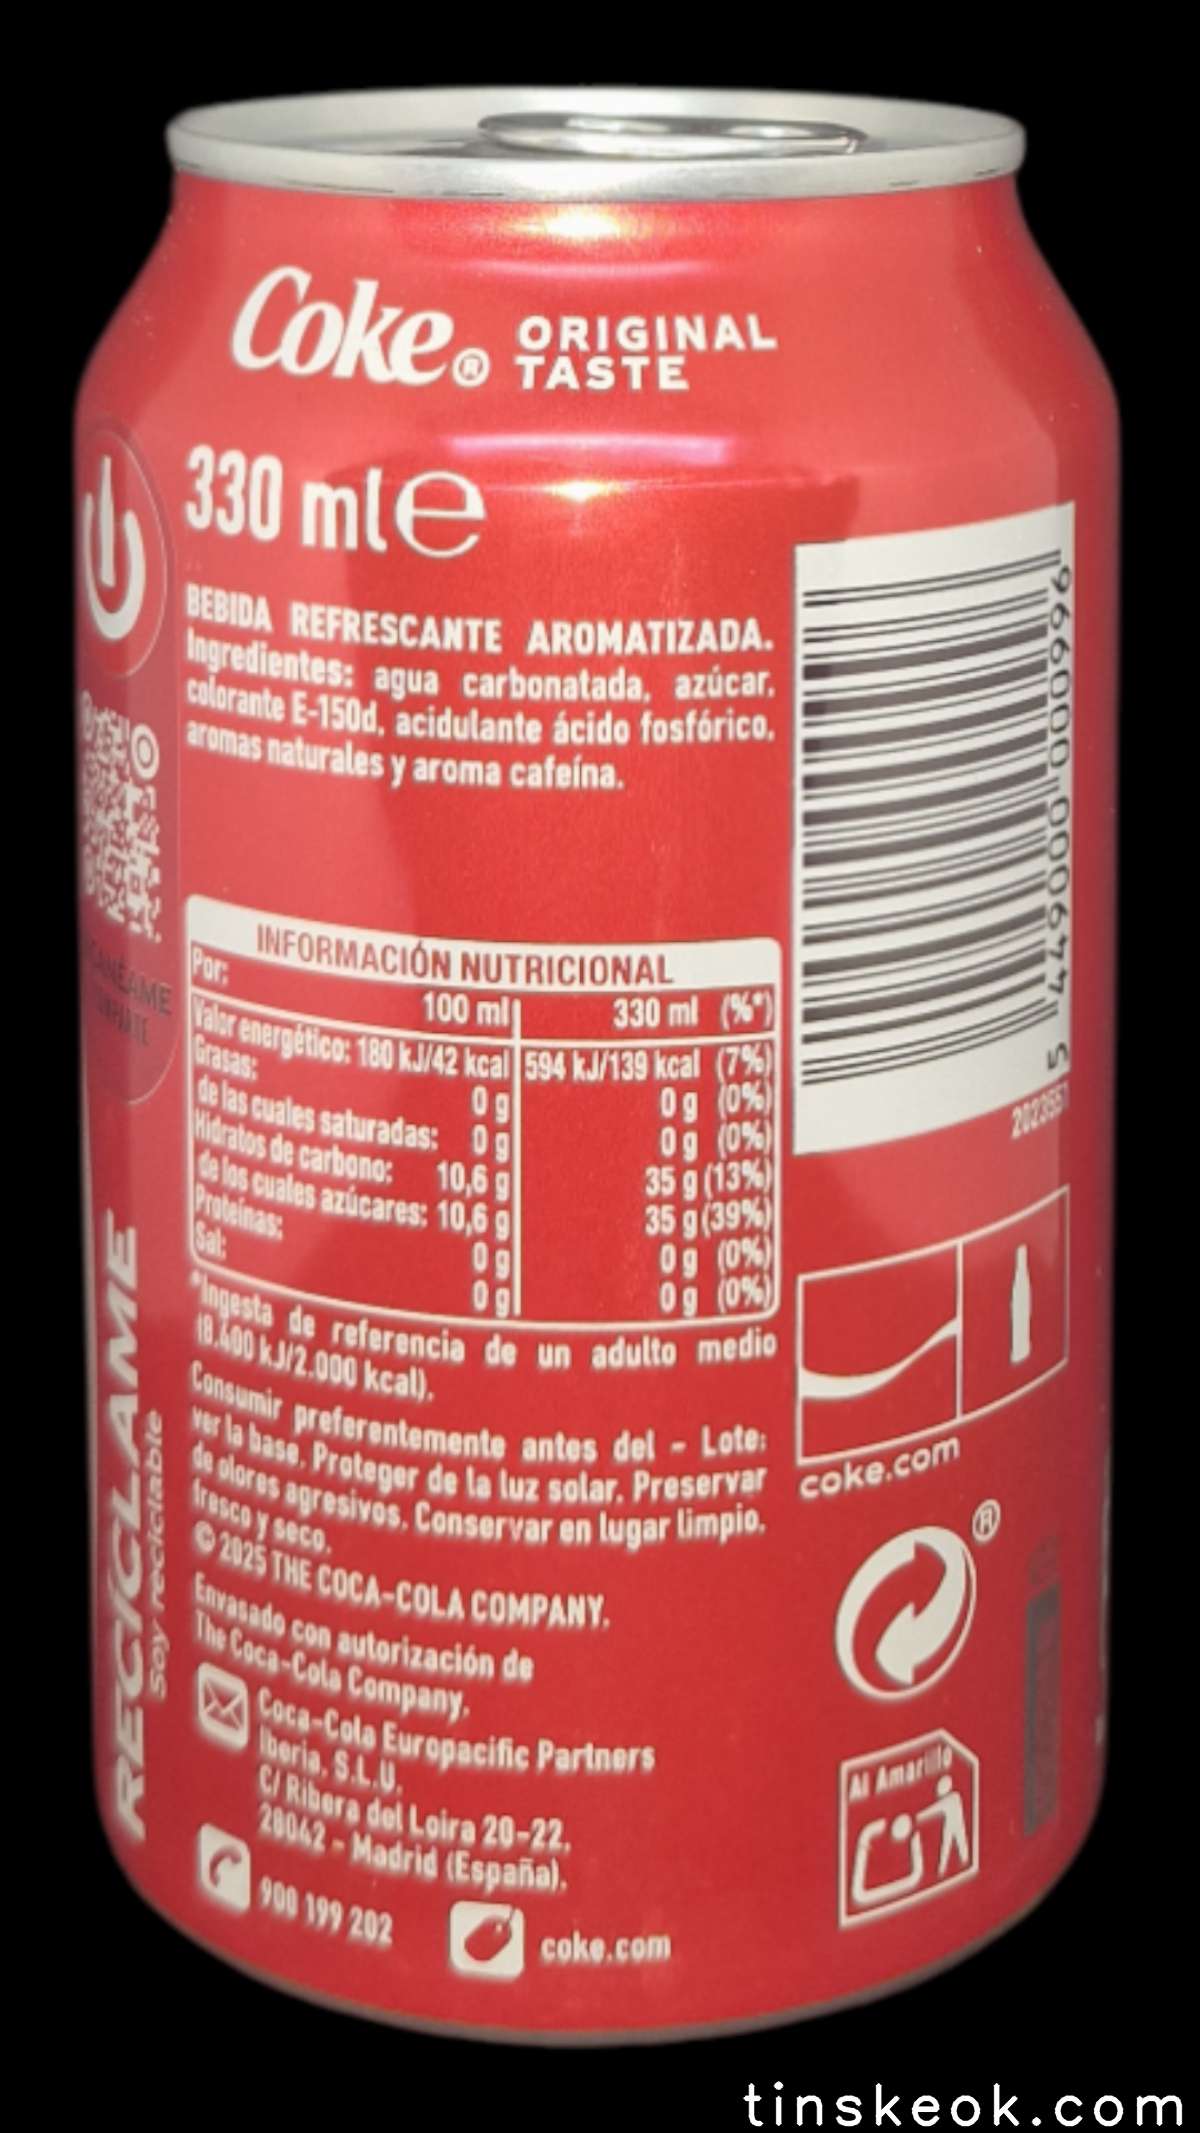 Coke® ORIGINAL
TASTE
330 ml e
BEBIDA REFRESCANTE AROMATIZADA.
Ingredientes: agua carbonatada, azúcar,
colorante E-150d, acidulante ácido fosfórico,
aromas naturales y aroma cafeína.
INFORMACIÓN NUTRICIONAL
Por: 100 ml 330 ml (%*)
Valor energético: 180 kJ/42 kcal 594 kJ/139 kcal (7%)
Grasas: 0 g 0 g (0%)
de las cuales saturadas: 0 g 0 g (0%)
Hidratos de carbono: 10,6 g 35 g (13%)
de los cuales azúcares: 10,6 g 35 g (39%)
Proteínas: 0 g 0 g (0%)
Sal: 0 g 0 g (0%)
*Ingesta de referencia de un adulto medio
(8.400 kJ/2.000 kcal).
Consumir preferentemente antes del - Lote:
ver la base. Proteger de la luz solar. Preservar
de olores agresivos. Conservar en lugar limpio,
fresco y seco.
© 2025 THE COCA-COLA COMPANY.
Envasado con autorización de
The Coca-Cola Company.
Coca-Cola Europacific Partners
Iberia, S.L.U.
C/ Ribera del Loira 20-22.
28042 - Madrid (España).
900 199 202
coke.com
RECÍCLAME
Soy reciclable
5 449000 000996
coke.com
®
Al Amarillo
tinskeok.com